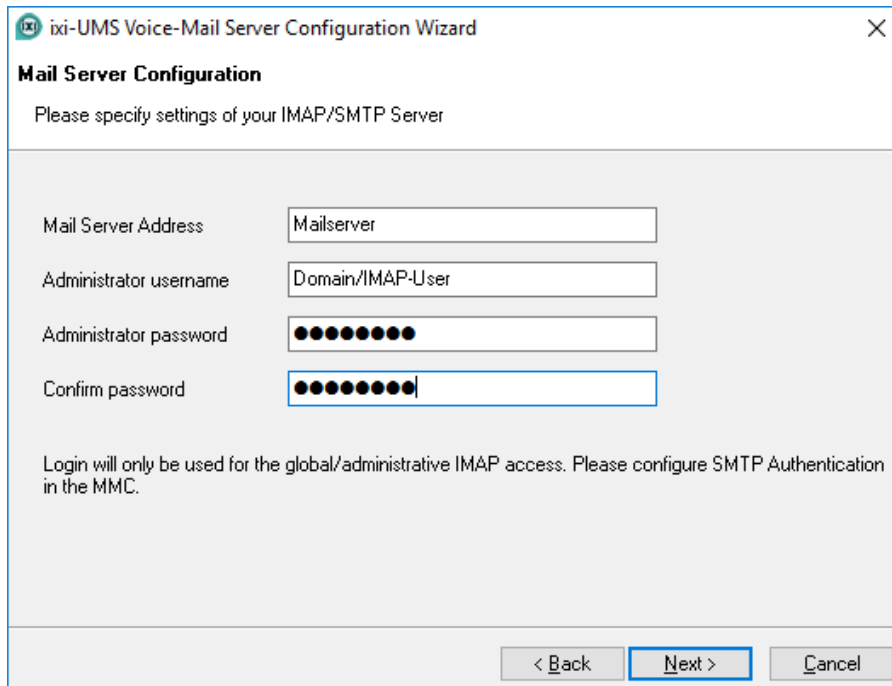 ixi-UMS Voice-Mail Server Configuration Wizard
Mail Server Configuration
Please specify settings of your IMAP/SMTP Server
Mail Server Address Mailserver
Administrator username Domain/IMAP-User
Administrator password ●●●●●●●●
Confirm password ●●●●●●●●
Login will only be used for the global/administrative IMAP access. Please configure SMTP Authentication
in the MMC.
< Back Next > Cancel